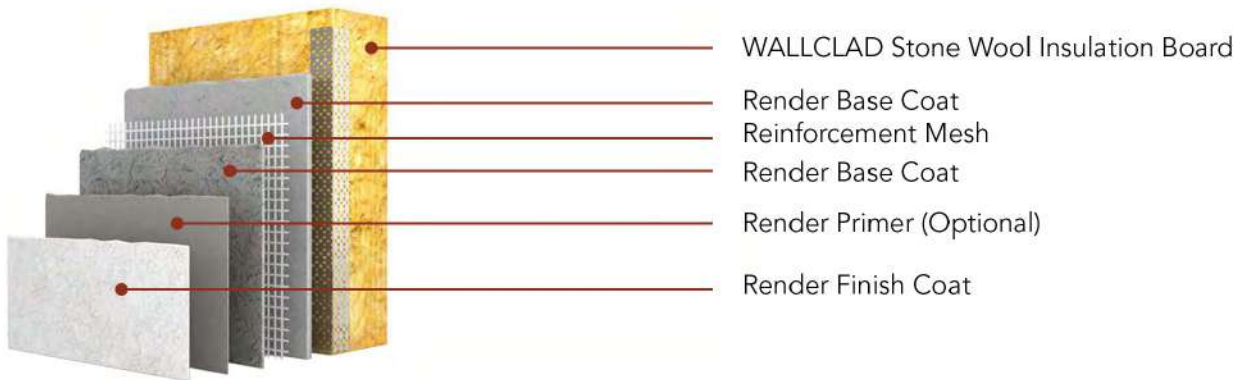 WALLCLAD Stone Wool Insulation Board
Render Base Coat
Reinforcement Mesh
Render Base Coat
Render Primer (Optional)
Render Finish Coat